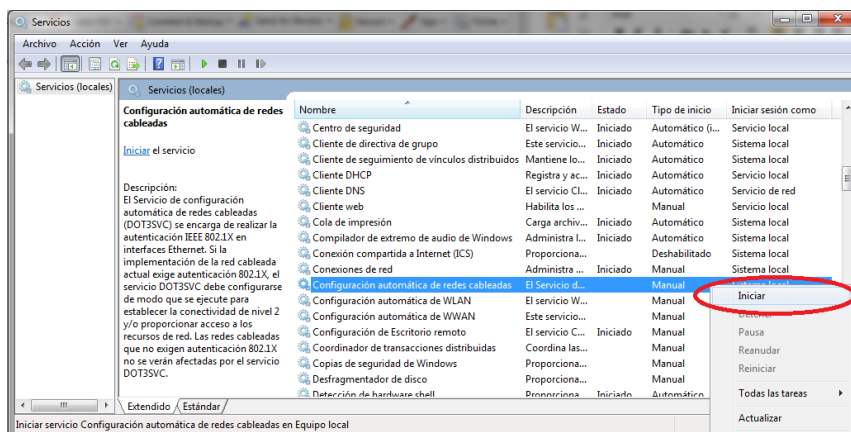 Servicios
Archivo Acción Ver Ayuda
Servicios (locales)
Servicios (locales)
Configuración automática de redes cableadas
Iniciar el servicio
Descripción:
El Servicio de configuración
automática de redes cableadas
(DOT3SVC) se encarga de realizar la
autenticación IEEE 802.1X en
interfaces Ethernet. Si la
implementación de la red cableada
actual exige autenticación 802.1X, el
servicio DOT3SVC debe configurarse
de modo que se ejecute para
establecer la conectividad de nivel 2
y/o proporcionar acceso a los
recursos de red. Las redes cableadas
que no exigen autenticación 802.1X
no se verán afectadas por el servicio
DOT3SVC.
Nombre Descripción Estado Tipo de inicio Iniciar sesión como
Centro de seguridad El servicio W... Iniciado Automático (i... Servicio local
Cliente de directiva de grupo Este servicio... Iniciado Automático Sistema local
Cliente de seguimiento de vínculos distribuidos Mantiene lo... Iniciado Automático Sistema local
Cliente DHCP Registra y ac... Iniciado Automático Servicio local
Cliente DNS El servicio Cl... Iniciado Automático Servicio de red
Cliente web Habilita los ... Manual Servicio local
Cola de impresión Carga archiv... Iniciado Automático Sistema local
Compilador de extremo de audio de Windows Administra l... Iniciado Automático Sistema local
Conexión compartida a Internet (ICS) Proporciona... Deshabilitado Sistema local
Conexiones de red Administra ... Iniciado Manual Sistema local
Configuración automática de redes cableadas El Servicio d... Manual Sistema local
Configuración automática de WLAN El servicio W... Manual
Configuración automática de WWAN Este servicio... Manual
Configuración de Escritorio remoto El servicio C... Iniciado Manual
Coordinador de transacciones distribuidas Coordina las... Manual
Copias de seguridad de Windows Proporciona... Manual
Desfragmentador de disco Proporciona... Manual
Detección de hardware shell Proporciona... Iniciado Automático
Iniciar
Detener
Pausa
Reanudar
Reiniciar
Todas las tareas
Actualizar
Extendido Estándar
Iniciar servicio Configuración automática de redes cableadas en Equipo local